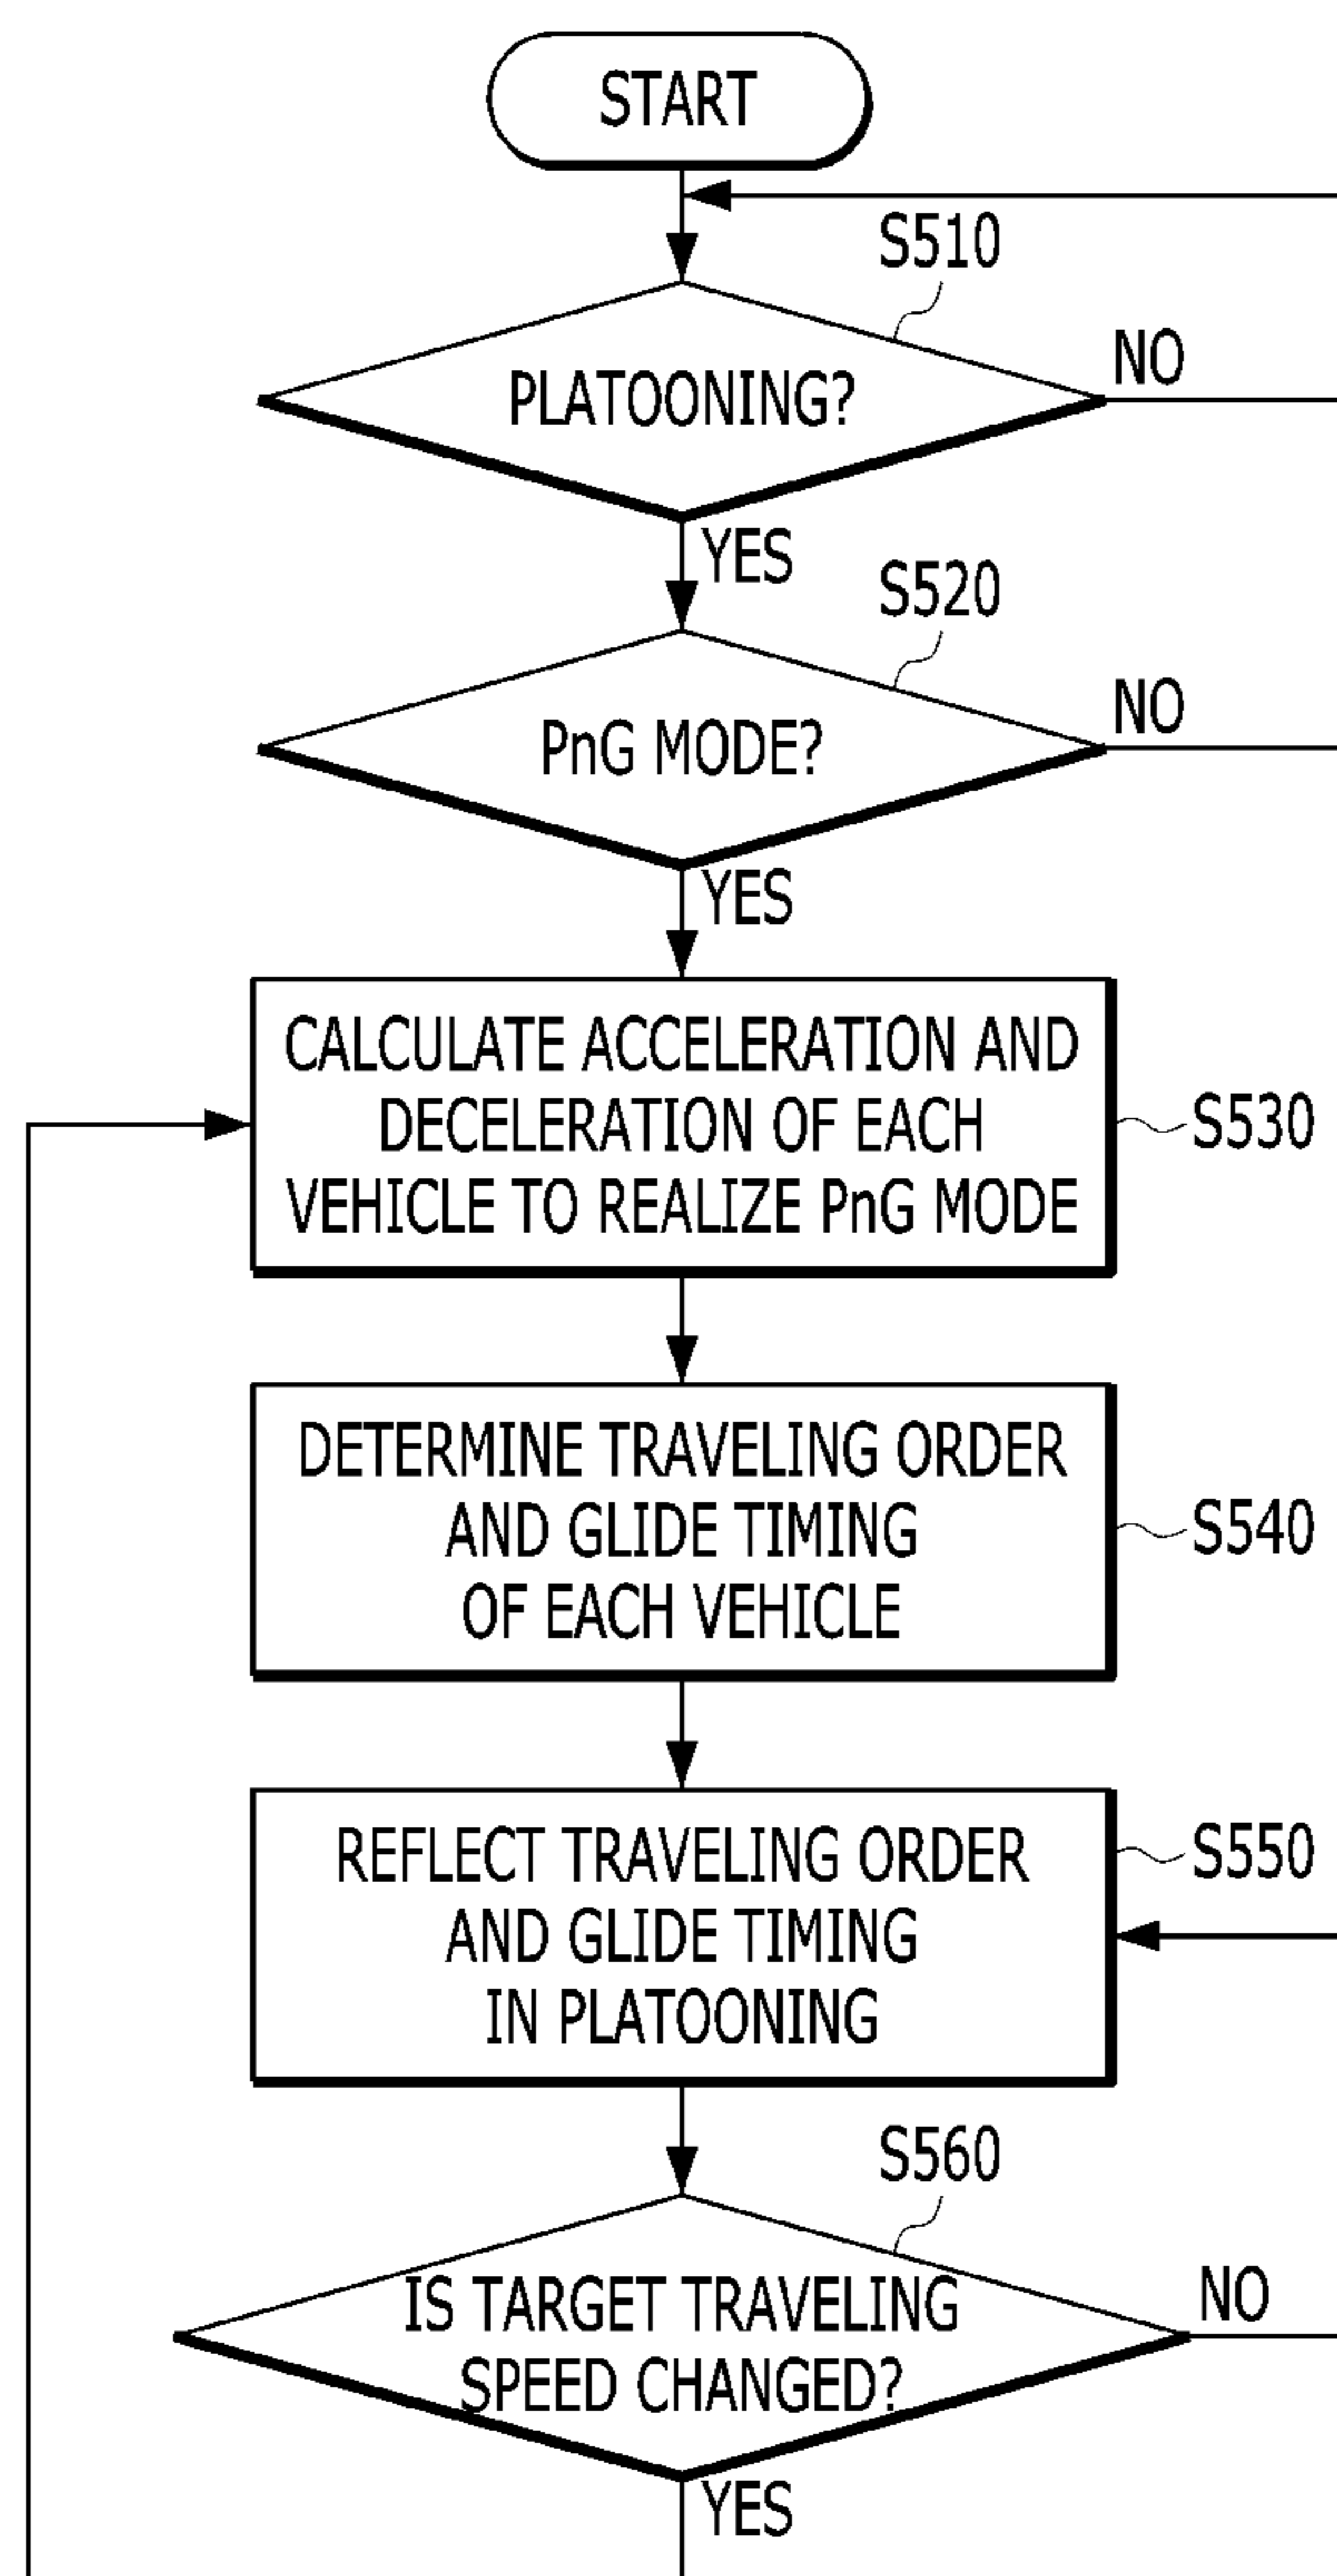 START
S510
PLATOONING?
NO
YES
S520
PnG MODE?
NO
YES
CALCULATE ACCELERATION AND
DECELERATION OF EACH
VEHICLE TO REALIZE PnG MODE
S530
DETERMINE TRAVELING ORDER
AND GLIDE TIMING
OF EACH VEHICLE
S540
REFLECT TRAVELING ORDER
AND GLIDE TIMING
IN PLATOONING
S550
S560
IS TARGET TRAVELING
SPEED CHANGED?
NO
YES